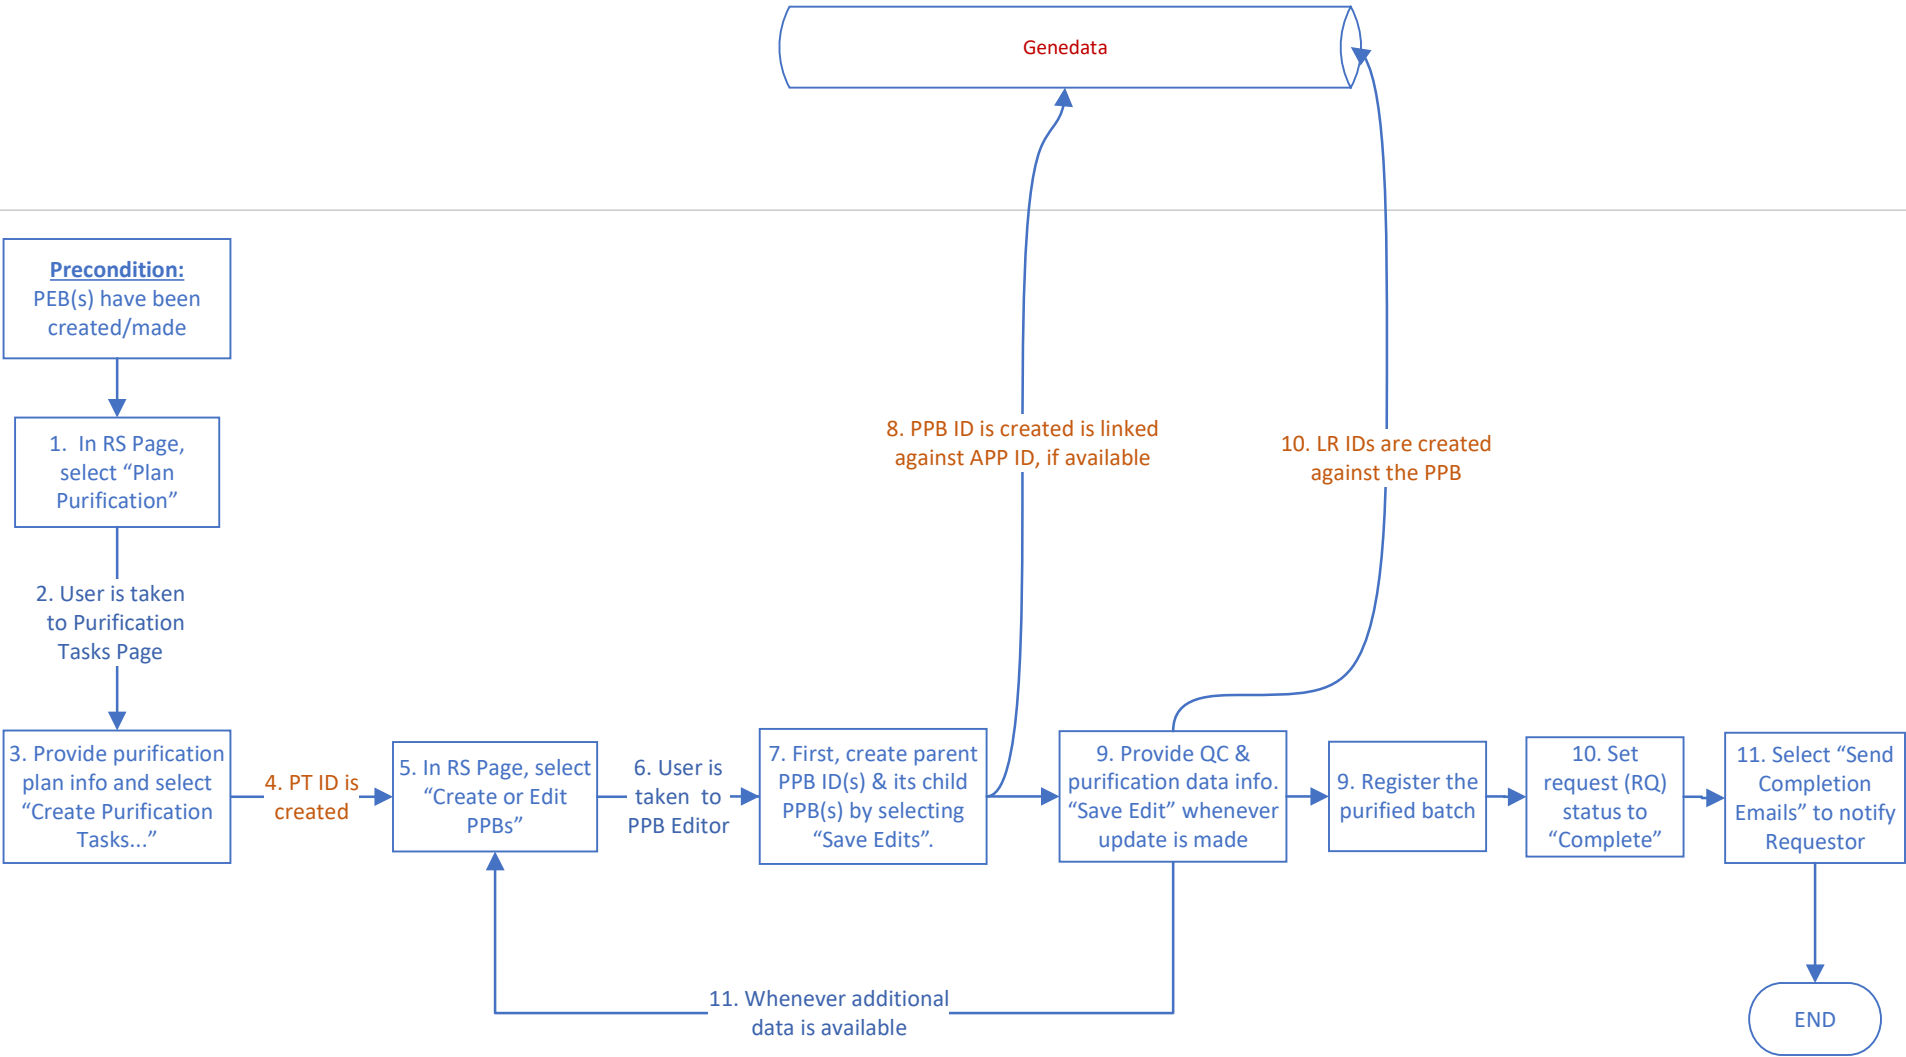 Genedata
Precondition:
PEB(s) have been
created/made
1.  In RS Page,
select “Plan
Purification”
2. User is taken
to Purification
Tasks Page
3. Provide purification
plan info and select
“Create Purification
Tasks...”
4. PT ID is
created
5. In RS Page, select
“Create or Edit
PPBs”
6. User is
taken  to
PPB Editor
7. First, create parent
PPB ID(s) & its child
PPB(s) by selecting
“Save Edits”.
8. PPB ID is created is linked
against APP ID, if available
9. Provide QC &
purification data info.
“Save Edit” whenever
update is made
10. LR IDs are created
against the PPB
11. Whenever additional
data is available
9. Register the
purified batch
10. Set
request (RQ)
status to
“Complete”
11. Select “Send
Completion
Emails” to notify
Requestor
END